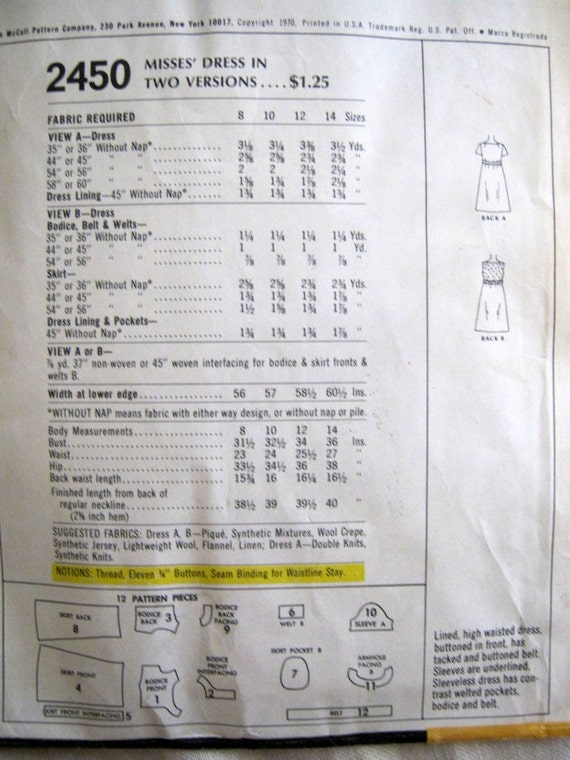 McCall Pattern Company, 230 Park Avenue, New York 10017. Copyright 1970, Printed in U.S.A. Trademark Reg. U.S. Pat. Off. • Marca Registrada
2450 MISSES' DRESS IN
TWO VERSIONS....$1.25
FABRIC REQUIRED 8 10 12 14 Sizes
VIEW A—Dress
35" or 36" Without Nap* 3⅛ 3¼ 3⅜ 3½ Yds.
44" or 45" " " 2⅝ 2⅝ 2¾ 2¾ "
54" or 56" " " 2 2 2⅛ 2¼ "
58" or 60" " " 1⅝ 1¾ 1⅞ 2⅛ "
Dress Lining—45" Without Nap* 1¾ 1¾ 1¾ 1¾ "
VIEW B—Dress
Bodice, Belt & Welts—
35" or 36" Without Nap* 1¼ 1¼ 1¼ 1¼ Yds.
44" or 45" " " 1 1 1 1 Yd.
54" or 56" " " ⅞ ⅞ ⅞ ⅞ "
Skirt—
35" or 36" Without Nap* 2⅝ 2⅝ 2¾ 2¾ Yds.
44" or 45" " " 1¾ 1¾ 1¾ 1⅞ "
54" or 56" " " 1½ 1⅝ 1¾ 1⅞ "
Dress Lining & Pockets—
45" Without Nap* 1¾ 1¾ 1¾ 1⅞ "
VIEW A or B—
⅞ yd. 37" non-woven or 45" woven interfacing for bodice & skirt fronts &
welts B.
Width at lower edge 56 57 58½ 60½ Ins.
*WITHOUT NAP means fabric with either way design, or without nap or pile.
Body Measurements 8 10 12 14
Bust 31½ 32½ 34 36 Ins.
Waist 23 24 25½ 27 "
Hip 33½ 34½ 36 38 "
Back waist length 15¾ 16 16¼ 16½ "
Finished length from back of
regular neckline 38½ 39 39½ 40 "
(2¾ inch hem)
SUGGESTED FABRICS: Dress A, B—Piqué, Synthetic Mixtures, Wool Crepe,
Synthetic Jersey, Lightweight Wool, Flannel, Linen; Dress A—Double Knits,
Synthetic Knits.
NOTIONS: Thread, Eleven ⅝" Buttons, Seam Binding for Waistline Stay.
BACK A
BACK B
12 PATTERN PIECES
SKIRT BACK
8
BODICE
BACK 3
BODICE
BACK
FACING
9
6
WELT B
10
SLEEVE A
SKIRT FRONT
4
BODICE
FRONT
1
BODICE
FRONT
INTERFACING
2
SKIRT POCKET B
7
ARMHOLE
FACING
B
11
SKIRT FRONT INTERFACING 5
BELT 12
Lined, high waisted dress,
buttoned in front, has
tacked and buttoned belt.
Sleeves are underlined.
Sleeveless dress has con-
trast welted pockets,
bodice and belt.